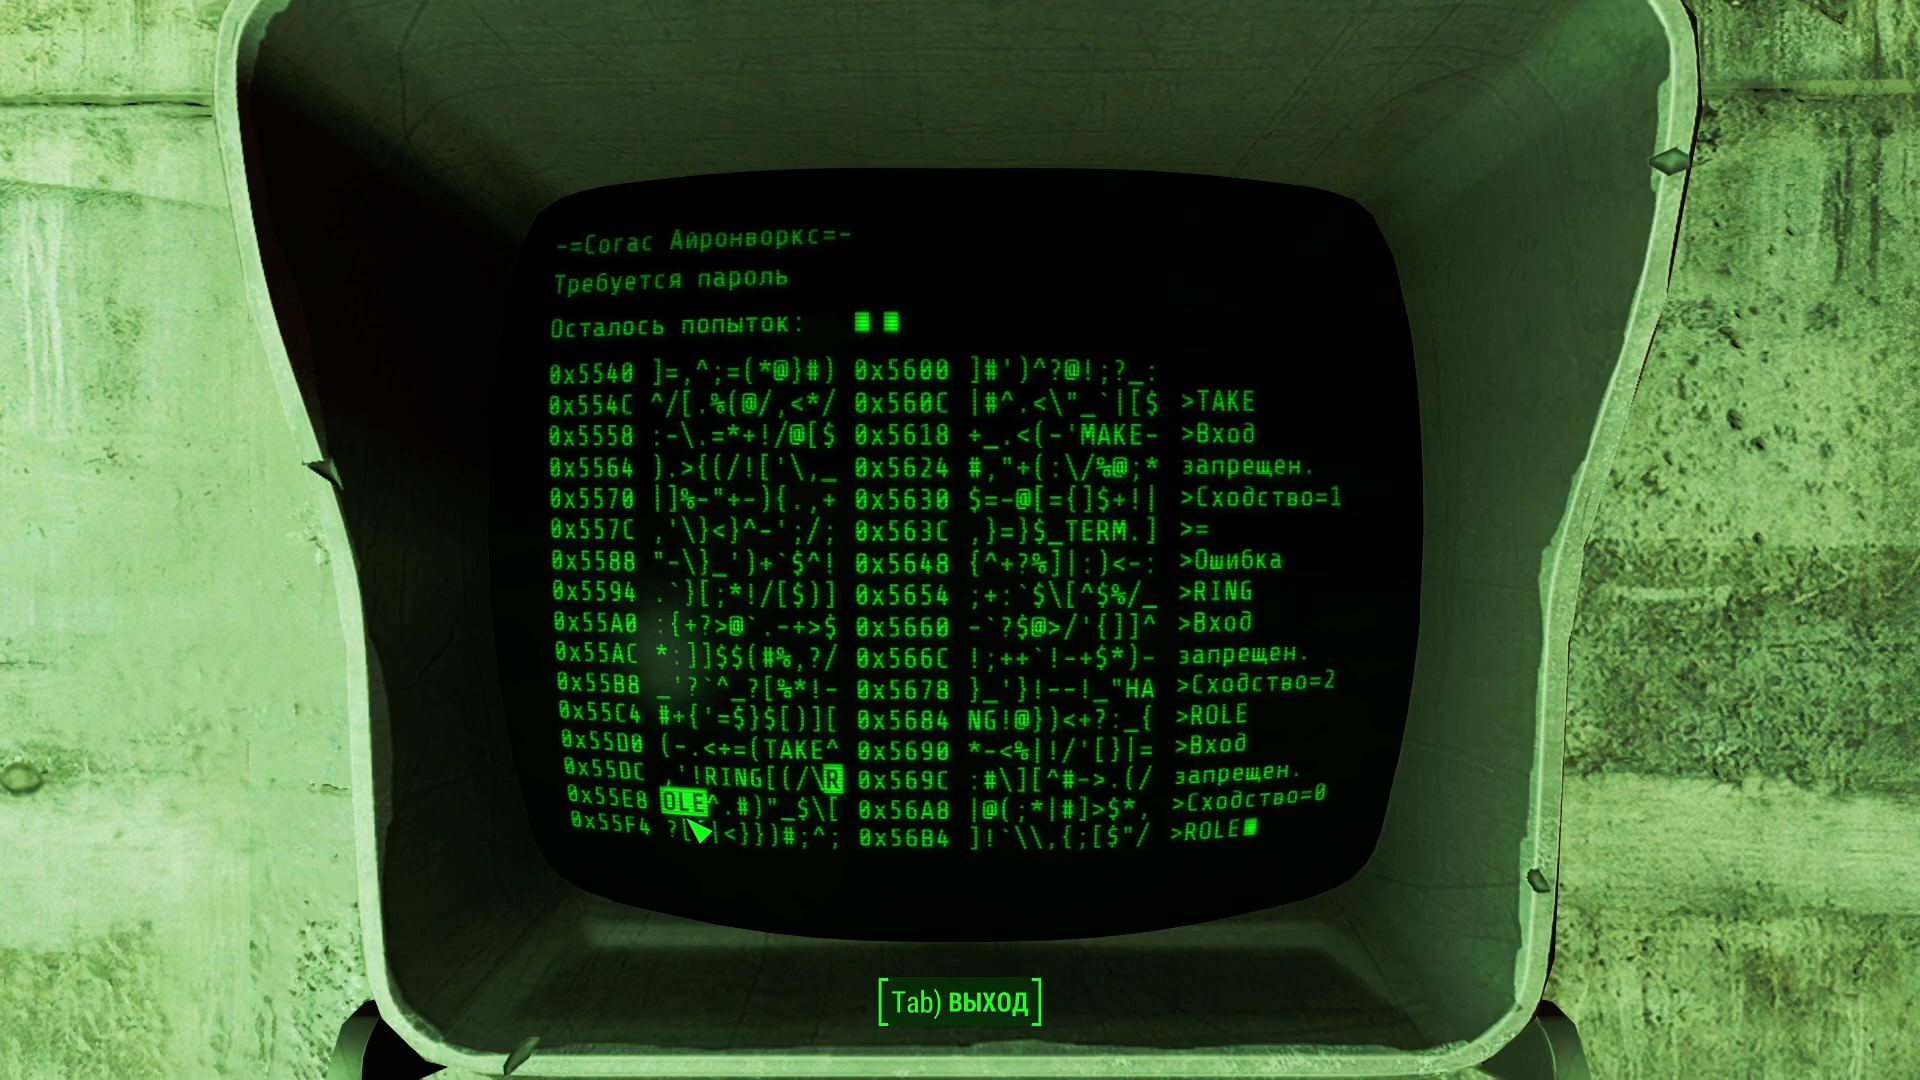 -=Согас Айронворкс=-
Требуется пароль
Осталось попыток:
0x5540 ]=,^;=(*@}#) 0x5600 ]#')^?@!;?_:
0x554C ^/[.%(@/,<*/ 0x560C |#^.<\"_`|[$ >TAKE
0x5558 :-\.=*+!/@[$ 0x5618 +_.<(-'MAKE- >Вход
0x5564 ).>{(/!['\,_ 0x5624 #,"+(:\/%@;* запрещен.
0x5570 |]%-"+-){.,+ 0x5630 $=-@[={]$+!| >Сходство=1
0x557C ,'\}<}^-';/; 0x563C ,}=}$_TERM.] >=
0x5588 "-\}_')+`$^! 0x5648 {^+?%]|:)<-: >Ошибка
0x5594 .`}[;*!/[$)] 0x5654 ;+:`$\[^$%/_ >RING
0x55A0 :{+?>@`.-+>$ 0x5660 -`?$@>/'{]]^ >Вход
0x55AC *:]]$$(#%,?/ 0x566C !;++`!-+$*)- запрещен.
0x55B8 _'?`^_?[%*!- 0x5678 }_'}!--!_"HA >Сходство=2
0x55C4 #+{'=$}$[)][ 0x5684 NG!@})<+?:_{ >ROLE
0x55D0 (-.<+=(TAKE^ 0x5690 *-<%|!/'[}|= >Вход
0x55DC ,'!RING[(/\R 0x569C :#\][^#->.(/ запрещен.
0x55E8 OLE^.#)"_$\[ 0x56A8 |@(;*|#]>$*, >Сходство=0
0x55F4 ?[ |<}})#;^; 0x56B4 ]!`\\,{;[$"/ >ROLE
Tab) ВЫХОД